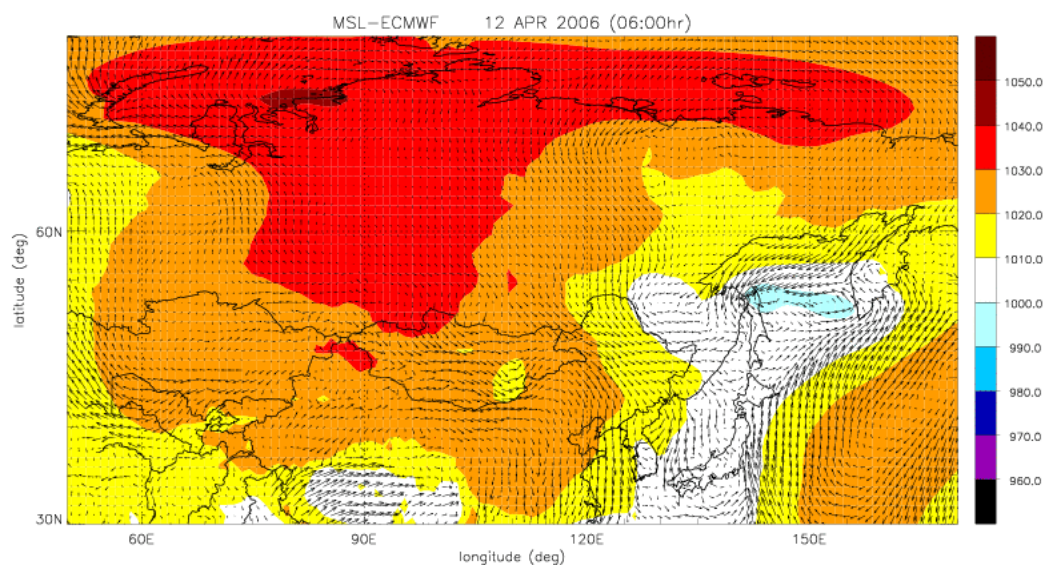 MSL-ECMWF 12 APR 2006 (06:00hr)
1050.0
1040.0
1030.0
1020.0
1010.0
1000.0
990.0
980.0
970.0
960.0
latitude (deg)
60N
30N
60E 90E 120E 150E
longitude (deg)